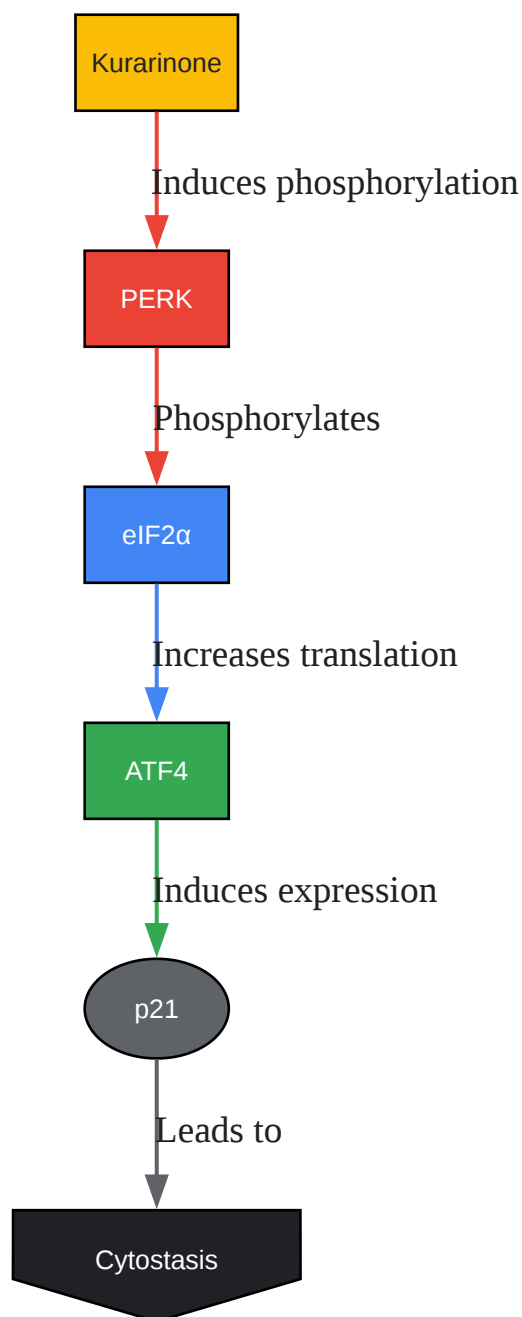 Kurarinone
Induces phosphorylation
PERK
Phosphorylates
eIF2α
Increases translation
ATF4
Induces expression
p21
Leads to
Cytostasis